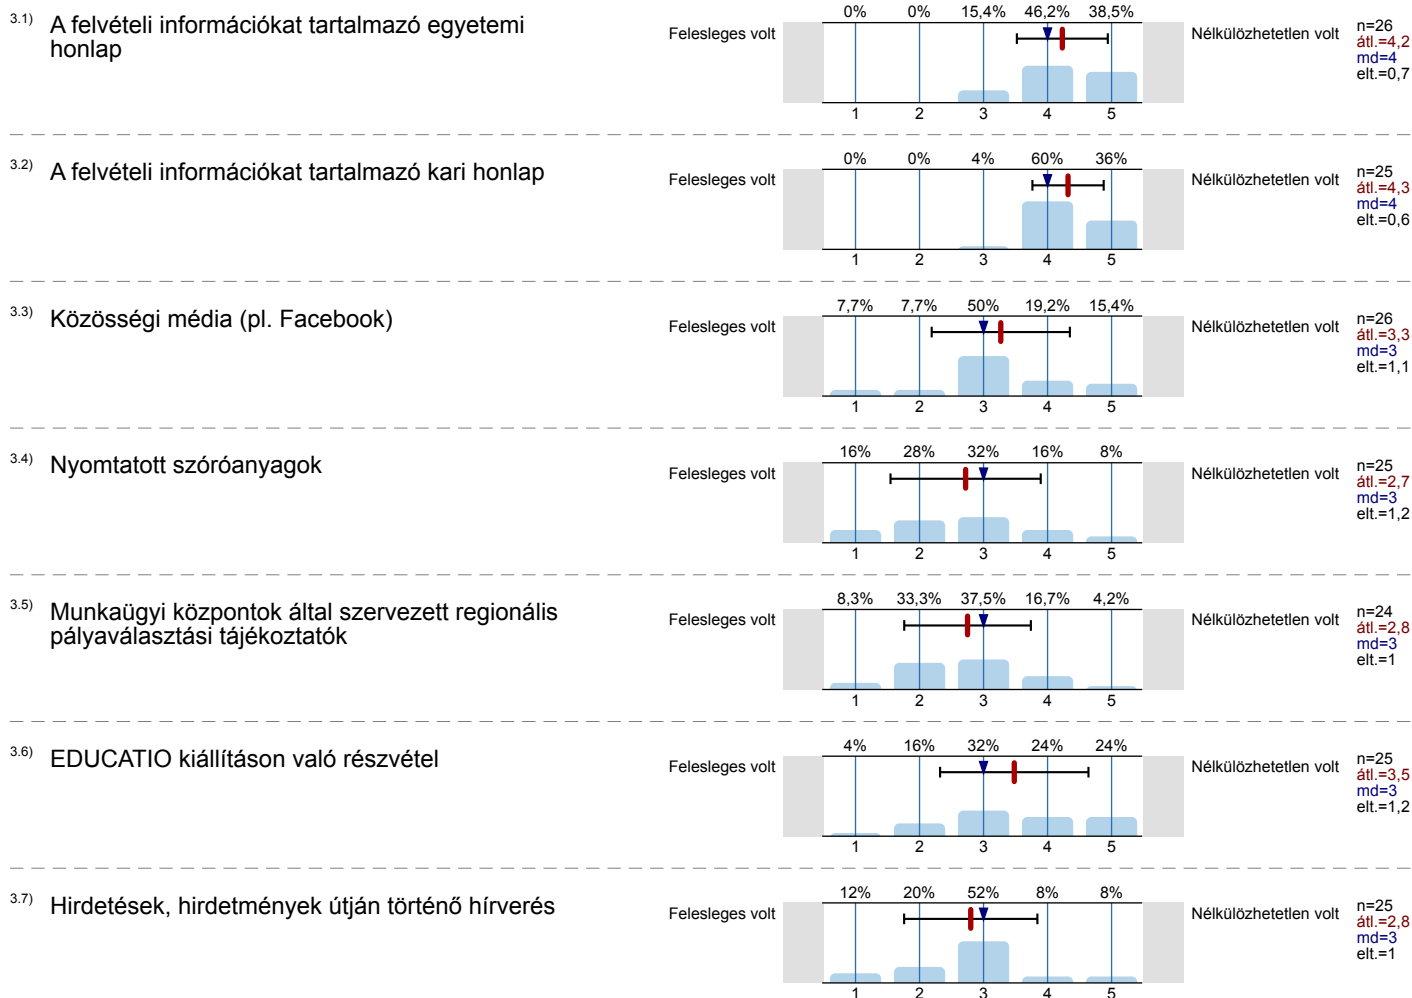 3.1) A felvételi információkat tartalmazó egyetemi
honlap
Felesleges volt
0% 0% 15,4% 46,2% 38,5%
1 2 3 4 5
Nélkülözhetetlen volt
n=26
átl.=4,2
md=4
elt.=0,7
3.2) A felvételi információkat tartalmazó kari honlap
Felesleges volt
0% 0% 4% 60% 36%
1 2 3 4 5
Nélkülözhetetlen volt
n=25
átl.=4,3
md=4
elt.=0,6
3.3) Közösségi média (pl. Facebook)
Felesleges volt
7,7% 7,7% 50% 19,2% 15,4%
1 2 3 4 5
Nélkülözhetetlen volt
n=26
átl.=3,3
md=3
elt.=1,1
3.4) Nyomtatott szóróanyagok
Felesleges volt
16% 28% 32% 16% 8%
1 2 3 4 5
Nélkülözhetetlen volt
n=25
átl.=2,7
md=3
elt.=1,2
3.5) Munkaügyi központok által szervezett regionális
pályaválasztási tájékoztatók
Felesleges volt
8,3% 33,3% 37,5% 16,7% 4,2%
1 2 3 4 5
Nélkülözhetetlen volt
n=24
átl.=2,8
md=3
elt.=1
3.6) EDUCATIO kiállításon való részvétel
Felesleges volt
4% 16% 32% 24% 24%
1 2 3 4 5
Nélkülözhetetlen volt
n=25
átl.=3,5
md=3
elt.=1,2
3.7) Hirdetések, hirdetmények útján történő hírverés
Felesleges volt
12% 20% 52% 8% 8%
1 2 3 4 5
Nélkülözhetetlen volt
n=25
átl.=2,8
md=3
elt.=1